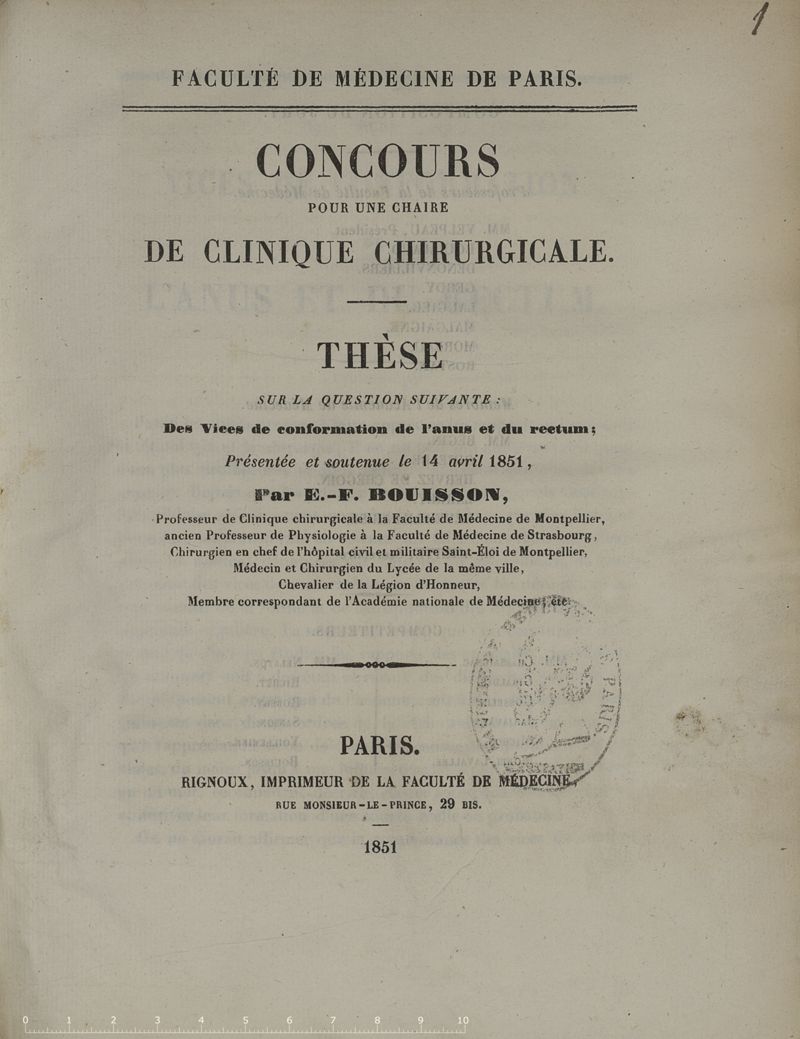 1
FACULTÉ DE MÉDECINE DE PARIS.
CONCOURS
POUR UNE CHAIRE
DE CLINIQUE CHIRURGICALE.
THÈSE
SUR LA QUESTION SUIVANTE :
Des Vices de conformation de l'anus et du rectum;
Présentée et soutenue le 14 avril 1851,
Par E.-F. BOUISSON,
Professeur de Clinique chirurgicale à la Faculté de Médecine de Montpellier,
ancien Professeur de Physiologie à la Faculté de Médecine de Strasbourg,
Chirurgien en chef de l'hôpital civil et militaire Saint-Éloi de Montpellier,
Médecin et Chirurgien du Lycée de la même ville,
Chevalier de la Légion d'Honneur,
Membre correspondant de l'Académie nationale de Médecine, etc.
PARIS.
RIGNOUX, IMPRIMEUR DE LA FACULTÉ DE MÉDECINE,
RUE MONSIEUR-LE-PRINCE, 29 BIS.
1851
0 1 2 3 4 5 6 7 8 9 10